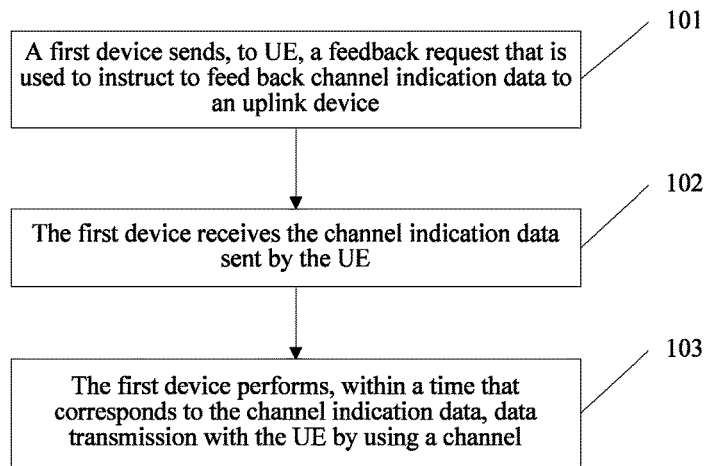 101
A first device sends, to UE, a feedback request that is
used to instruct to feed back channel indication data to
an uplink device
102
The first device receives the channel indication data
sent by the UE
103
The first device performs, within a time that
corresponds to the channel indication data, data
transmission with the UE by using a channel